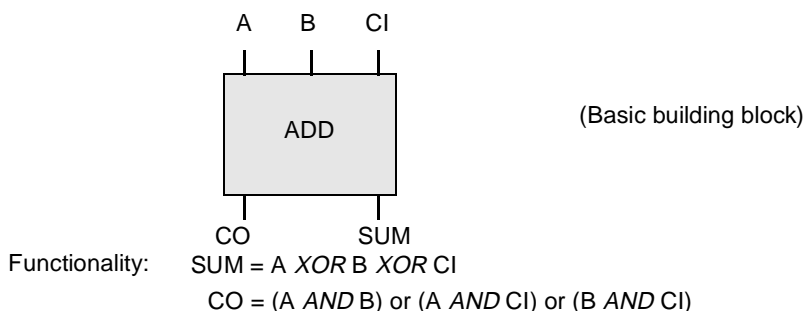 A B CI
ADD
(Basic building block)
CO SUM
Functionality: SUM = A XOR B XOR CI
CO = (A AND B) or (A AND CI) or (B AND CI)